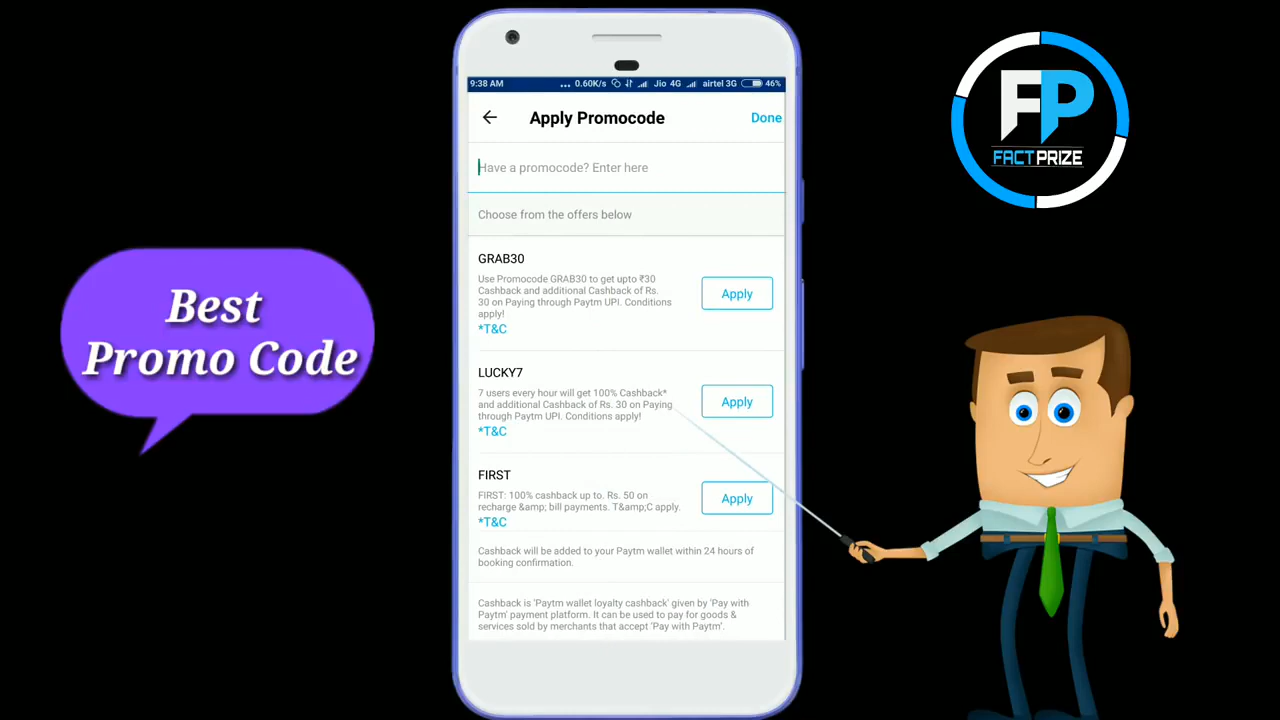 9:38 AM ... 0.60K/s Jio 4G airtel 3G 46%
Apply Promocode Done
Have a promocode? Enter here
Choose from the offers below
GRAB30
Use Promocode GRAB30 to get upto ₹30
Cashback and additional Cashback of Rs.
30 on Paying through Paytm UPI. Conditions
apply!
*T&C
Apply
LUCKY7
7 users every hour will get 100% Cashback*
and additional Cashback of Rs. 30 on Paying
through Paytm UPI. Conditions apply!
*T&C
Apply
FIRST
FIRST: 100% cashback up to. Rs. 50 on
recharge &amp; bill payments. T&amp;C apply.
*T&C
Apply
Cashback will be added to your Paytm wallet within 24 hours of
booking confirmation.
Cashback is 'Paytm wallet loyalty cashback' given by 'Pay with
Paytm' payment platform. It can be used to pay for goods &
services sold by merchants that accept 'Pay with Paytm'.
Best
Promo Code
FP
FACT PRIZE